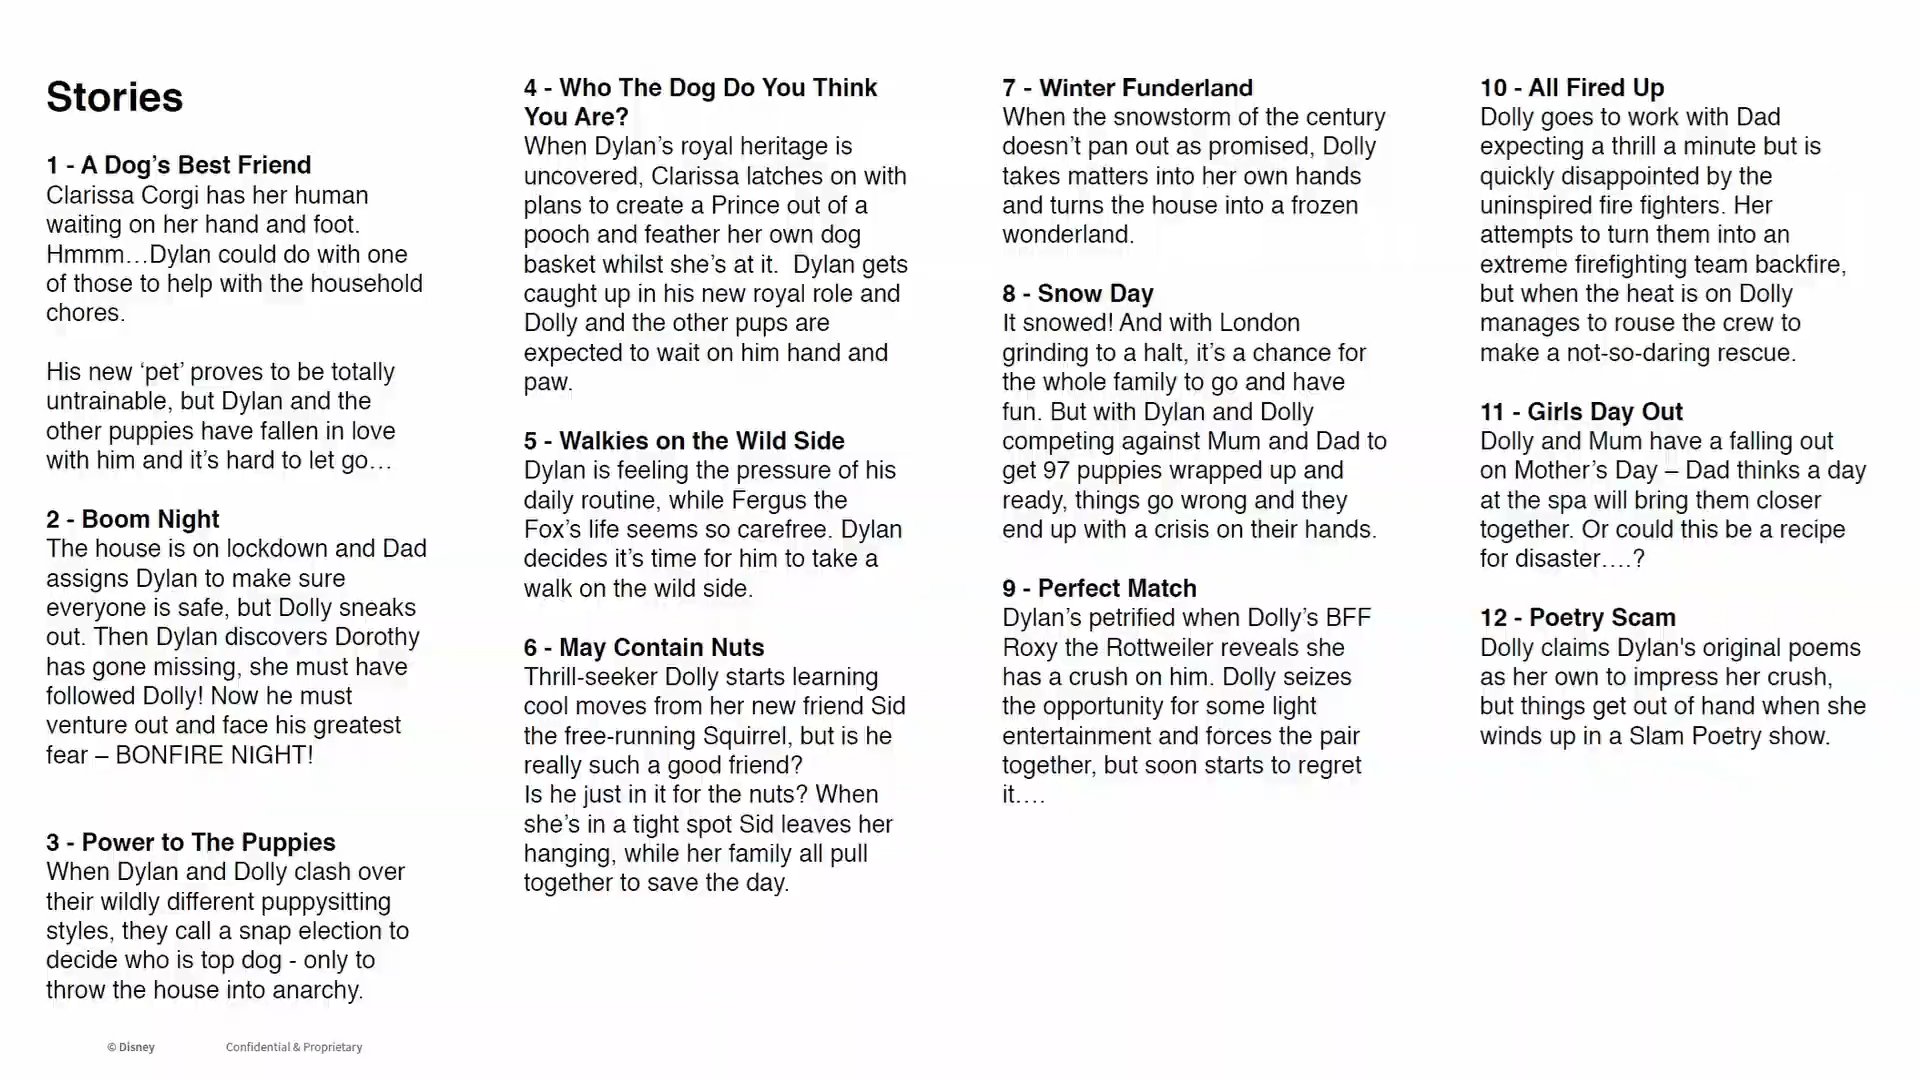 Stories
1 - A Dog’s Best Friend
Clarissa Corgi has her human
waiting on her hand and foot.
Hmmm…Dylan could do with one
of those to help with the household
chores.
His new ‘pet’ proves to be totally
untrainable, but Dylan and the
other puppies have fallen in love
with him and it’s hard to let go…
2 - Boom Night
The house is on lockdown and Dad
assigns Dylan to make sure
everyone is safe, but Dolly sneaks
out. Then Dylan discovers Dorothy
has gone missing, she must have
followed Dolly! Now he must
venture out and face his greatest
fear – BONFIRE NIGHT!
3 - Power to The Puppies
When Dylan and Dolly clash over
their wildly different puppysitting
styles, they call a snap election to
decide who is top dog - only to
throw the house into anarchy.
4 - Who The Dog Do You Think
You Are?
When Dylan’s royal heritage is
uncovered, Clarissa latches on with
plans to create a Prince out of a
pooch and feather her own dog
basket whilst she’s at it.  Dylan gets
caught up in his new royal role and
Dolly and the other pups are
expected to wait on him hand and
paw.
5 - Walkies on the Wild Side
Dylan is feeling the pressure of his
daily routine, while Fergus the
Fox’s life seems so carefree. Dylan
decides it’s time for him to take a
walk on the wild side.
6 - May Contain Nuts
Thrill-seeker Dolly starts learning
cool moves from her new friend Sid
the free-running Squirrel, but is he
really such a good friend?
Is he just in it for the nuts? When
she’s in a tight spot Sid leaves her
hanging, while her family all pull
together to save the day.
7 - Winter Funderland
When the snowstorm of the century
doesn’t pan out as promised, Dolly
takes matters into her own hands
and turns the house into a frozen
wonderland.
8 - Snow Day
It snowed! And with London
grinding to a halt, it’s a chance for
the whole family to go and have
fun. But with Dylan and Dolly
competing against Mum and Dad to
get 97 puppies wrapped up and
ready, things go wrong and they
end up with a crisis on their hands.
9 - Perfect Match
Dylan’s petrified when Dolly’s BFF
Roxy the Rottweiler reveals she
has a crush on him. Dolly seizes
the opportunity for some light
entertainment and forces the pair
together, but soon starts to regret
it….
10 - All Fired Up
Dolly goes to work with Dad
expecting a thrill a minute but is
quickly disappointed by the
uninspired fire fighters. Her
attempts to turn them into an
extreme firefighting team backfire,
but when the heat is on Dolly
manages to rouse the crew to
make a not-so-daring rescue.
11 - Girls Day Out
Dolly and Mum have a falling out
on Mother’s Day – Dad thinks a day
at the spa will bring them closer
together. Or could this be a recipe
for disaster….?
12 - Poetry Scam
Dolly claims Dylan's original poems
as her own to impress her crush,
but things get out of hand when she
winds up in a Slam Poetry show.
© Disney
Confidential & Proprietary